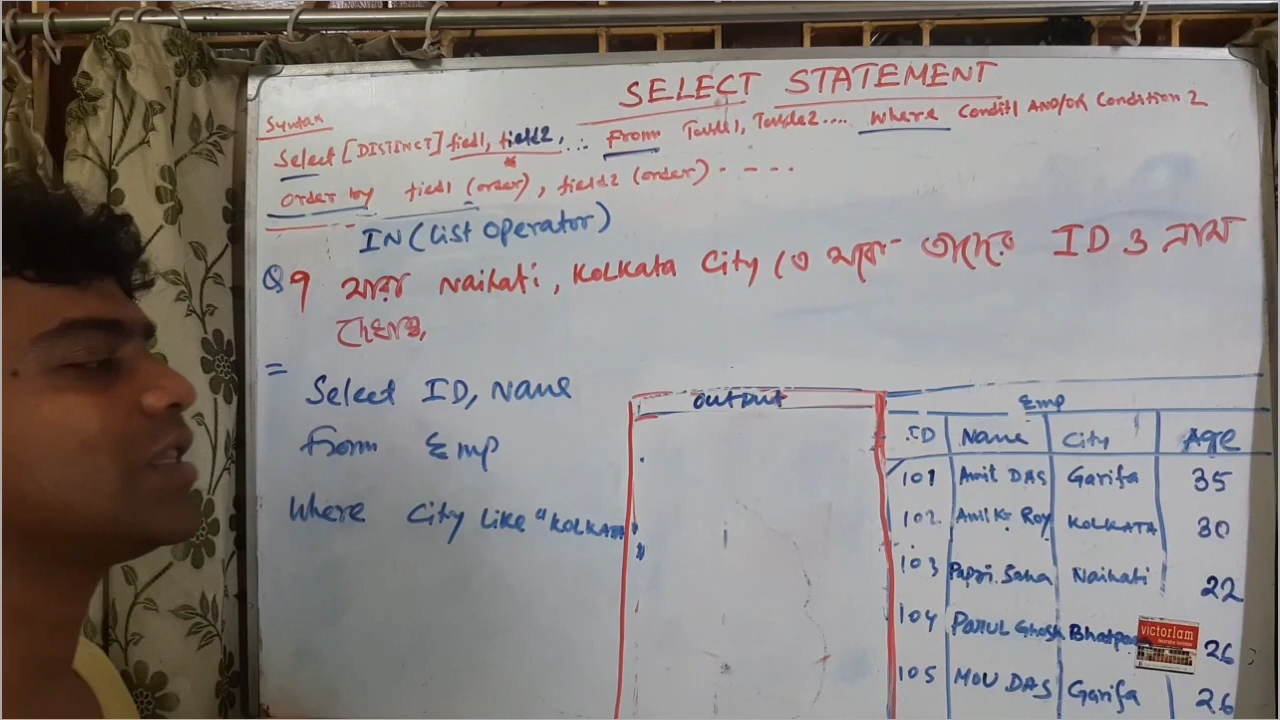 SELECT STATEMENT
Syntax
Select [DISTINCT] field1, field2, ... From Table1, Table2.... Where Condit1 AND/OR Condition 2
*
order by field1 (order), field2 (order) - - - -
IN (List Operator)
Q 9 যারা Naihati, Kolkata City তে থাকে তাদের ID ও নাম
দেখাও,
= Select ID, Name
From Emp
Where City Like "KOLKATA"
OUTPUT
Emp
ID Name City Age
101 Amit DAS Garifa 35
102 Amit Kr Roy KOLKATA 30
103 Papri Saha Naihati 22
104 Parul Ghosh 26
victorlam
105 MOU DAS Garifa 26